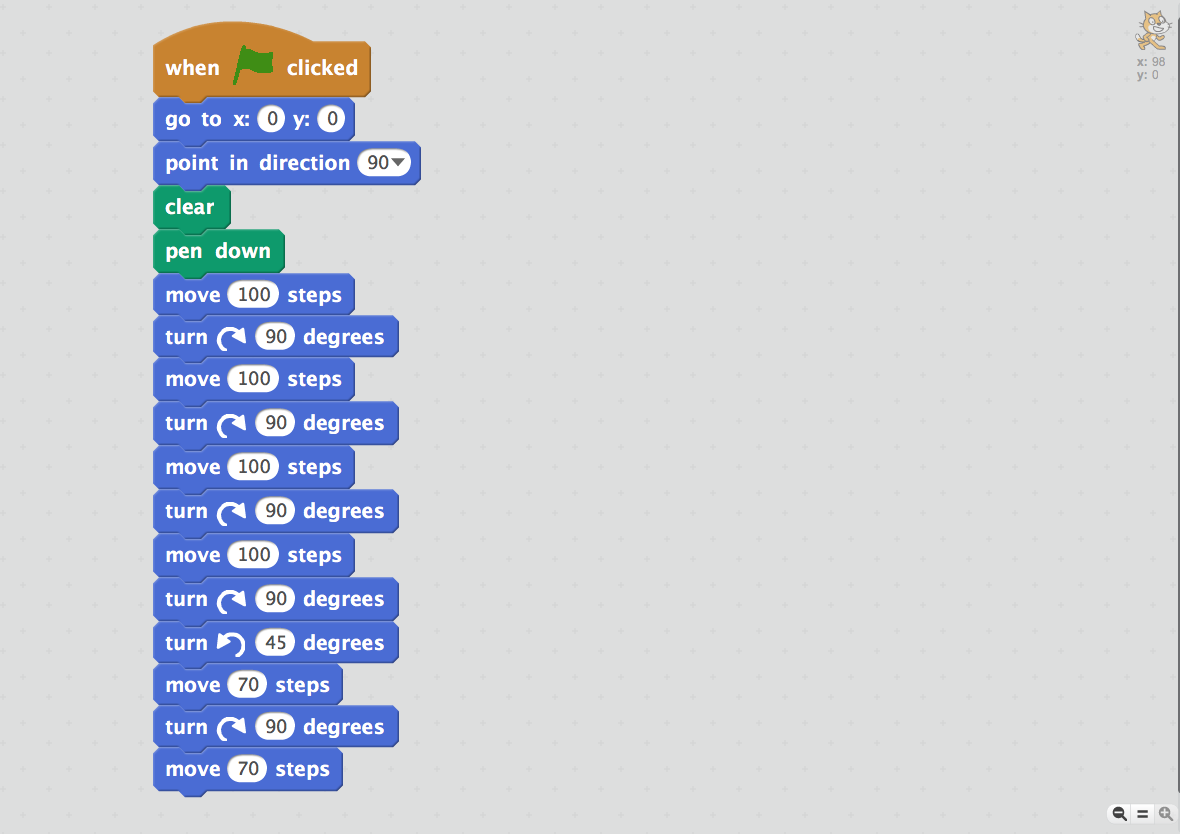 when clicked
go to x: 0 y: 0
point in direction 90
clear
pen down
move 100 steps
turn 90 degrees
move 100 steps
turn 90 degrees
move 100 steps
turn 90 degrees
move 100 steps
turn 90 degrees
turn 45 degrees
move 70 steps
turn 90 degrees
move 70 steps
x: 98
y: 0